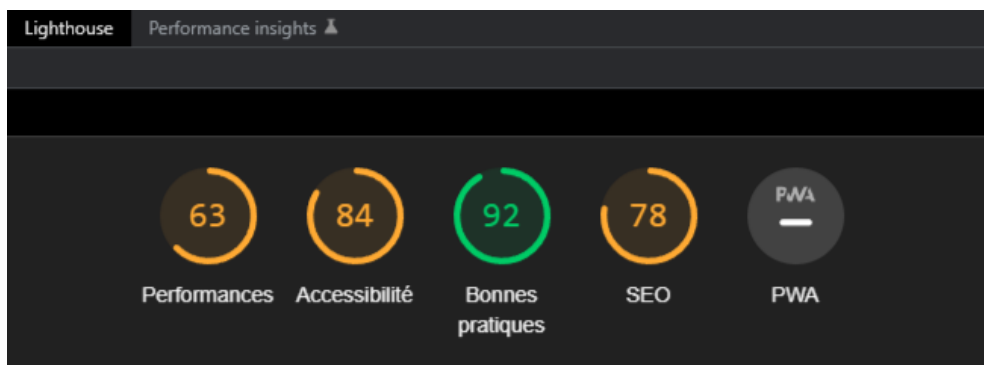 Lighthouse
Performance insights
PWA
63
84
92
78
Performances
Accessibilité
Bonnes
pratiques
SEO
PWA